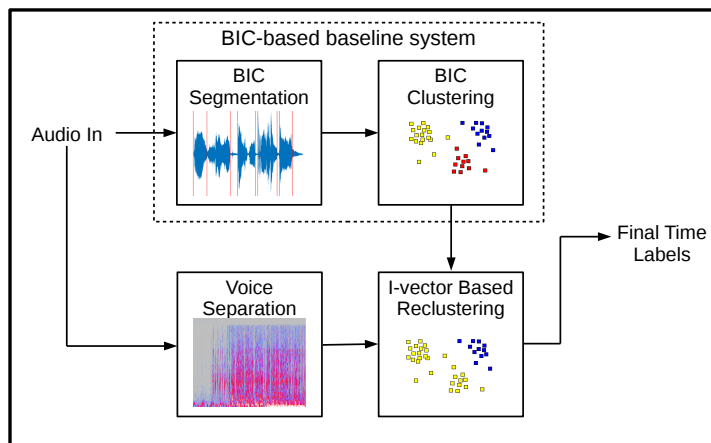 BIC-based baseline system
BIC
Segmentation
BIC
Clustering
Audio In
Final Time
Labels
Voice
Separation
I-vector Based
Reclustering